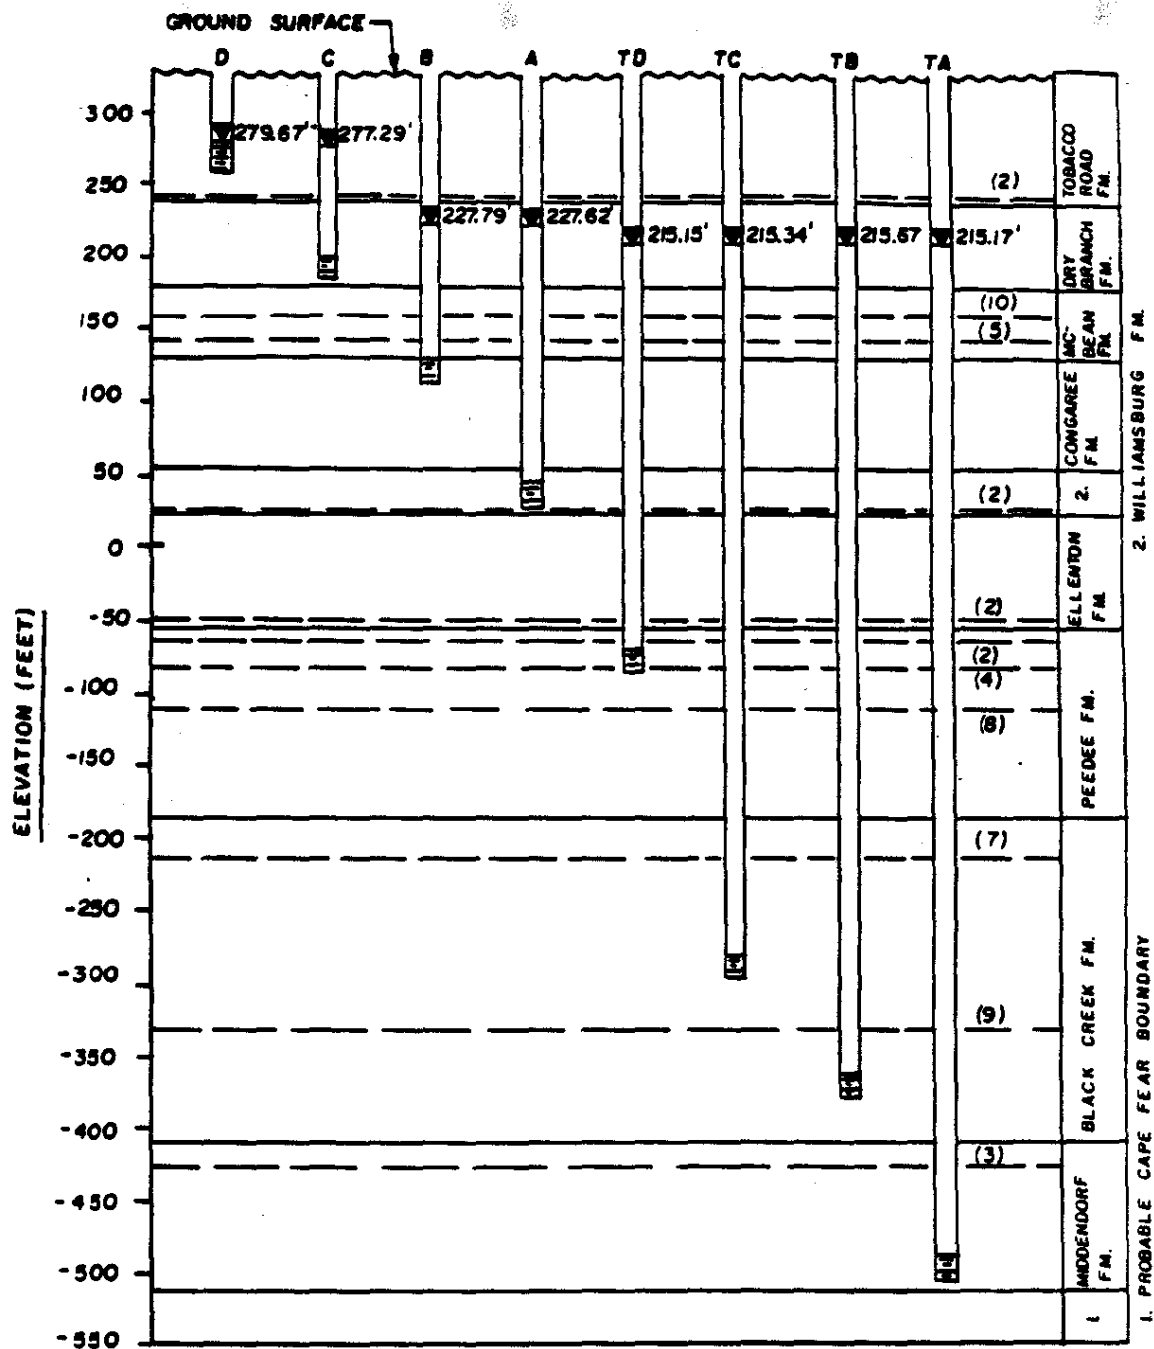 GROUND SURFACE
D C B A TD TC TB TA
300
279.67' 277.29'
250
(2)
TOBACCO
ROAD
FM.
227.79' 227.62' 215.15' 215.34' 215.67 215.17'
200
DRY
BRANCH
FM.
(10)
150
(5)
MC-
BEAN
FM.
100
CONGAREE
FM.
50
(2)
2.
2. WILLIAMSBURG FM.
0
ELLENTON
FM.
-50
(2)
(2)
-100
(4)
(8)
-150
PEEDEE FM.
ELEVATION (FEET)
-200
(7)
-250
-300
BLACK CREEK FM.
(9)
-350
-400
(3)
-450
MIDDENDORF
FM.
-500
1.
1. PROBABLE CAPE FEAR BOUNDARY
-550